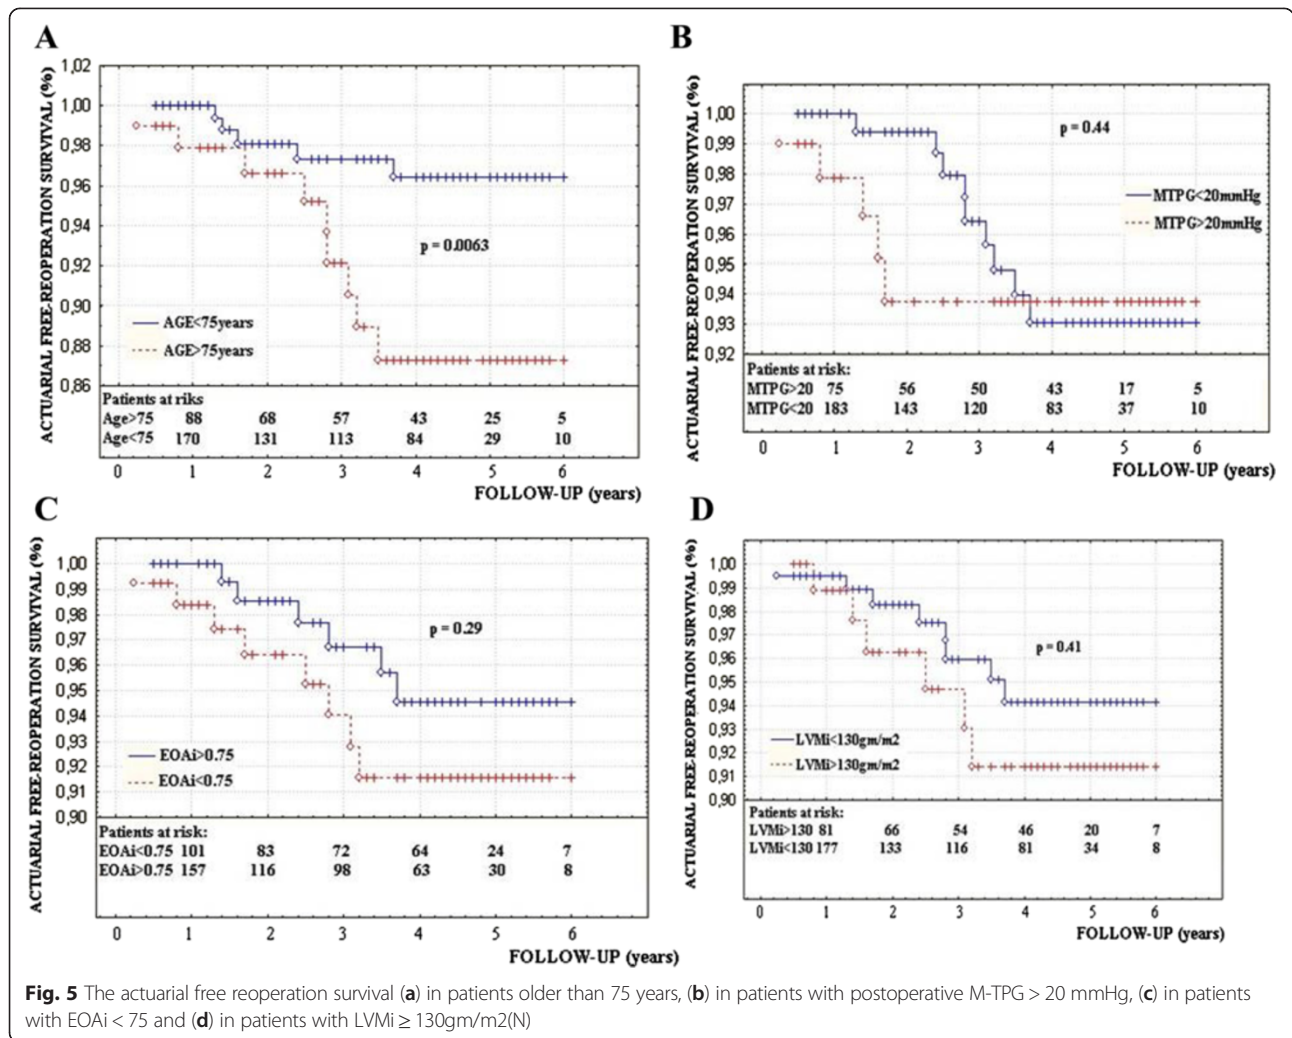 A
ACTUARIAL FREE-REOPERATION SURVIVAL (%)
1,02
1,00
0,98
0,96
0,94
0,92
0,90
0,88
0,86
p = 0.0063
AGE<75years
AGE>75years
Patients at riks
Age>75 88 68 57 43 25 5
Age<75 170 131 113 84 29 10
0 1 2 3 4 5 6
FOLLOW-UP (years)
B
ACTUARIAL FREE-REOPERATION SURVIVAL (%)
1,00
0,99
0,98
0,97
0,96
0,95
0,94
0,93
0,92
p = 0.44
MTPG<20mmHg
MTPG>20mmHg
Patients at risk:
MTPG>20 75 56 50 43 17 5
MTPG<20 183 143 120 83 37 10
0 1 2 3 4 5 6
FOLLOW-UP (years)
C
ACTUARIAL FREE-REOPERATION SURVIVAL (%)
1,00
0,99
0,98
0,97
0,96
0,95
0,94
0,93
0,92
0,91
0,90
p = 0.29
EOAi>0.75
EOAi<0.75
Patients at risk:
EOAi<0.75 101 83 72 64 24 7
EOAi>0.75 157 116 98 63 30 8
0 1 2 3 4 5 6
FOLLOW-UP (years)
D
ACTUARIAL FREE-REOPERATION SURVIVAL (%)
1,00
0,99
0,98
0,97
0,96
0,95
0,94
0,93
0,92
0,91
0,90
p = 0.41
LVMi<130gm/m2
LVMi>130gm/m2
Patients at risk:
LVMi>130 81 66 54 46 20 7
LVMi<130 177 133 116 81 34 8
0 1 2 3 4 5 6
FOLLOW-UP (years)
Fig. 5 The actuarial free reoperation survival (a) in patients older than 75 years, (b) in patients with postoperative M-TPG > 20 mmHg, (c) in patients
with EOAi < 75 and (d) in patients with LVMi ≥ 130gm/m2(N)